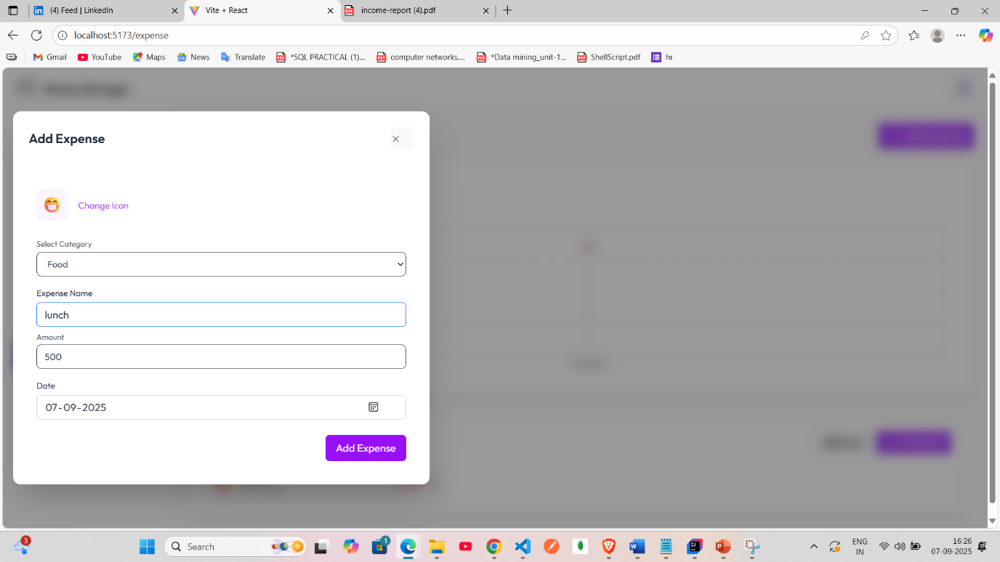 (4) Feed | LinkedIn
Vite + React
income-report (4).pdf
localhost:5173/expense
Gmail
YouTube
Maps
News
Translate
*SQL PRACTICAL (1)...
computer networks....
*Data mining_unit-1...
ShellScript.pdf
hr
Add Expense
Change Icon
Select Category
Food
Expense Name
lunch
Amount
500
Date
07-09-2025
Add Expense
3
Search
1
ENG
IN
16:26
07-09-2025